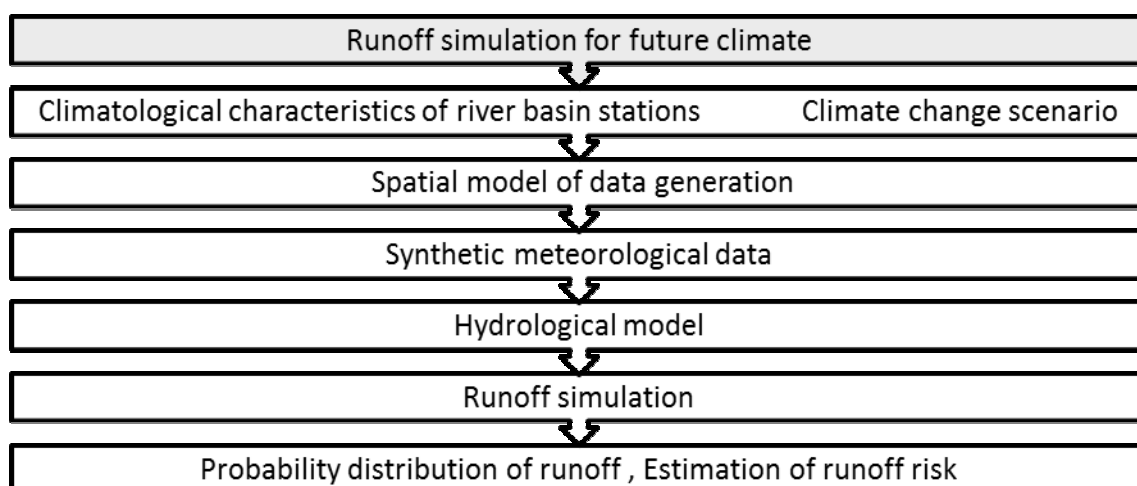 Runoff simulation for future climate
Climatological characteristics of river basin stations Climate change scenario
Spatial model of data generation
Synthetic meteorological data
Hydrological model
Runoff simulation
Probability distribution of runoff , Estimation of runoff risk